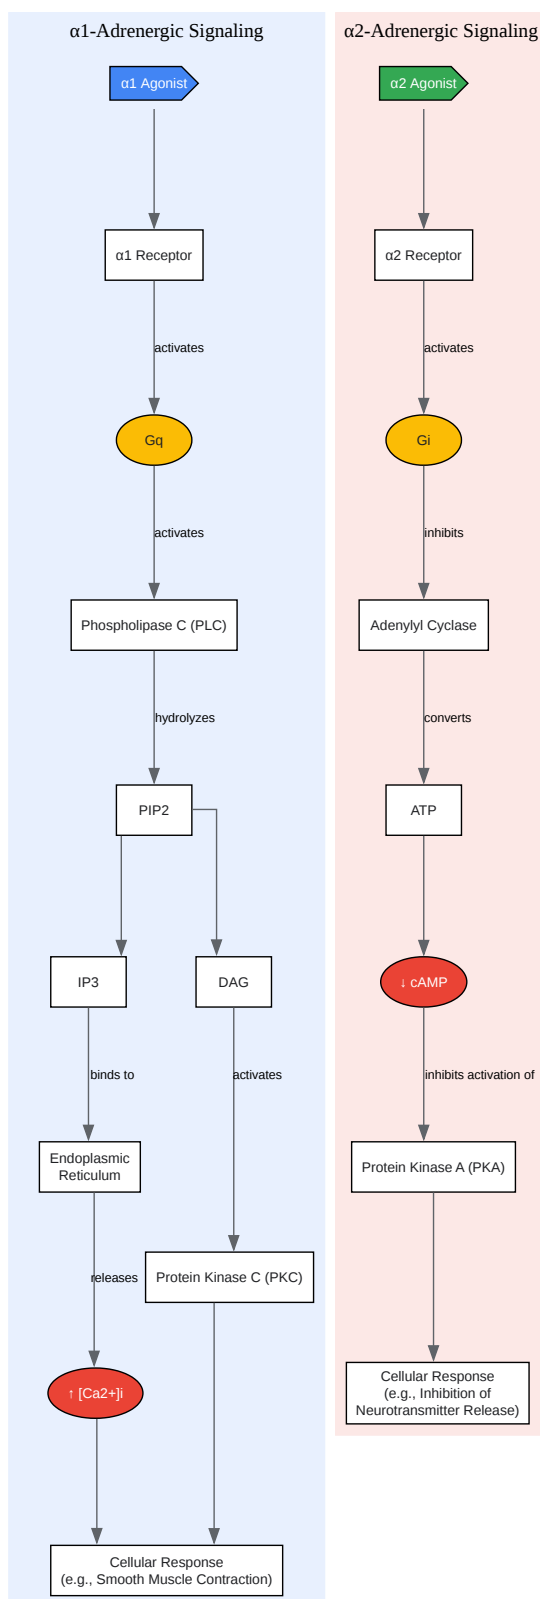 α1-Adrenergic Signaling
α1 Agonist
α1 Receptor
activates
Gq
activates
Phospholipase C (PLC)
hydrolyzes
PIP2
IP3
DAG
binds to
activates
Endoplasmic
Reticulum
releases
Protein Kinase C (PKC)
↑ [Ca2+]i
Cellular Response
(e.g., Smooth Muscle Contraction)
α2-Adrenergic Signaling
α2 Agonist
α2 Receptor
activates
Gi
inhibits
Adenylyl Cyclase
converts
ATP
↓ cAMP
inhibits activation of
Protein Kinase A (PKA)
Cellular Response
(e.g., Inhibition of
Neurotransmitter Release)